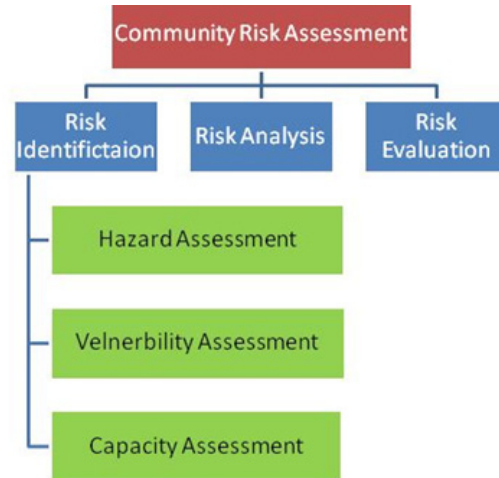 Community Risk Assessment
Risk
Identifictaion
Risk Analysis
Risk
Evaluation
Hazard Assessment
Velnerbility Assessment
Capacity Assessment